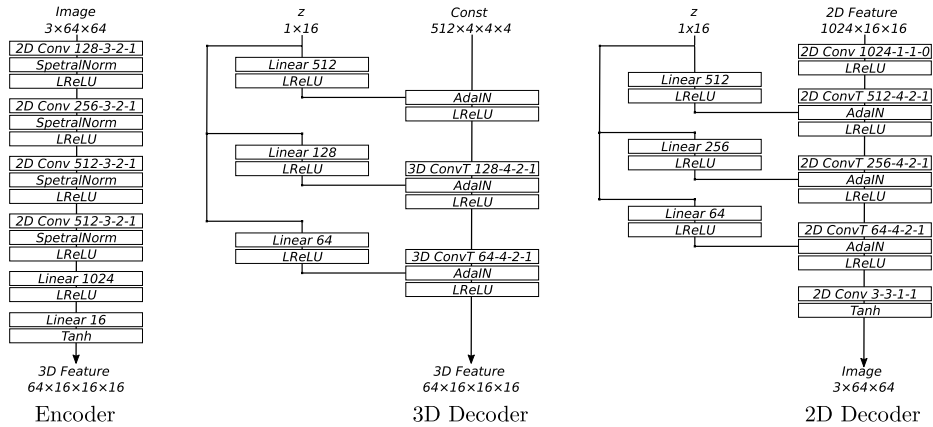 Image
3×64×64
2D Conv 128-3-2-1
SpetralNorm
LReLU
2D Conv 256-3-2-1
SpetralNorm
LReLU
2D Conv 512-3-2-1
SpetralNorm
LReLU
2D Conv 512-3-2-1
SpetralNorm
LReLU
Linear 1024
LReLU
Linear 16
Tanh
3D Feature
64×16×16×16
Encoder
z
1×16
Linear 512
LReLU
Linear 128
LReLU
Linear 64
LReLU
Const
512×4×4×4
AdaIN
LReLU
3D ConvT 128-4-2-1
AdaIN
LReLU
3D ConvT 64-4-2-1
AdaIN
LReLU
3D Feature
64×16×16×16
3D Decoder
z
1x16
Linear 512
LReLU
Linear 256
LReLU
Linear 64
LReLU
2D Feature
1024×16×16
2D Conv 1024-1-1-0
LReLU
2D ConvT 512-4-2-1
AdaIN
LReLU
2D ConvT 256-4-2-1
AdaIN
LReLU
2D ConvT 64-4-2-1
AdaIN
LReLU
2D Conv 3-3-1-1
Tanh
Image
3×64×64
2D Decoder